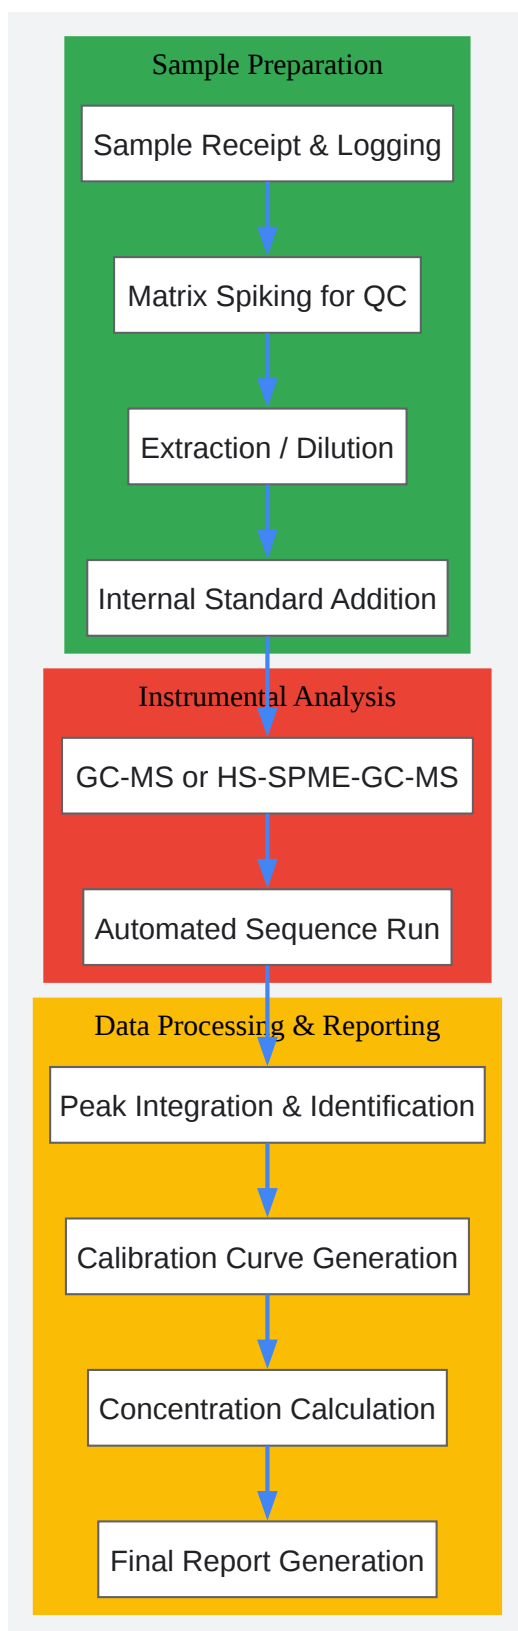 Sample Preparation
Sample Receipt & Logging
Matrix Spiking for QC
Extraction / Dilution
Internal Standard Addition
Instrumental Analysis
GC-MS or HS-SPME-GC-MS
Automated Sequence Run
Data Processing & Reporting
Peak Integration & Identification
Calibration Curve Generation
Concentration Calculation
Final Report Generation